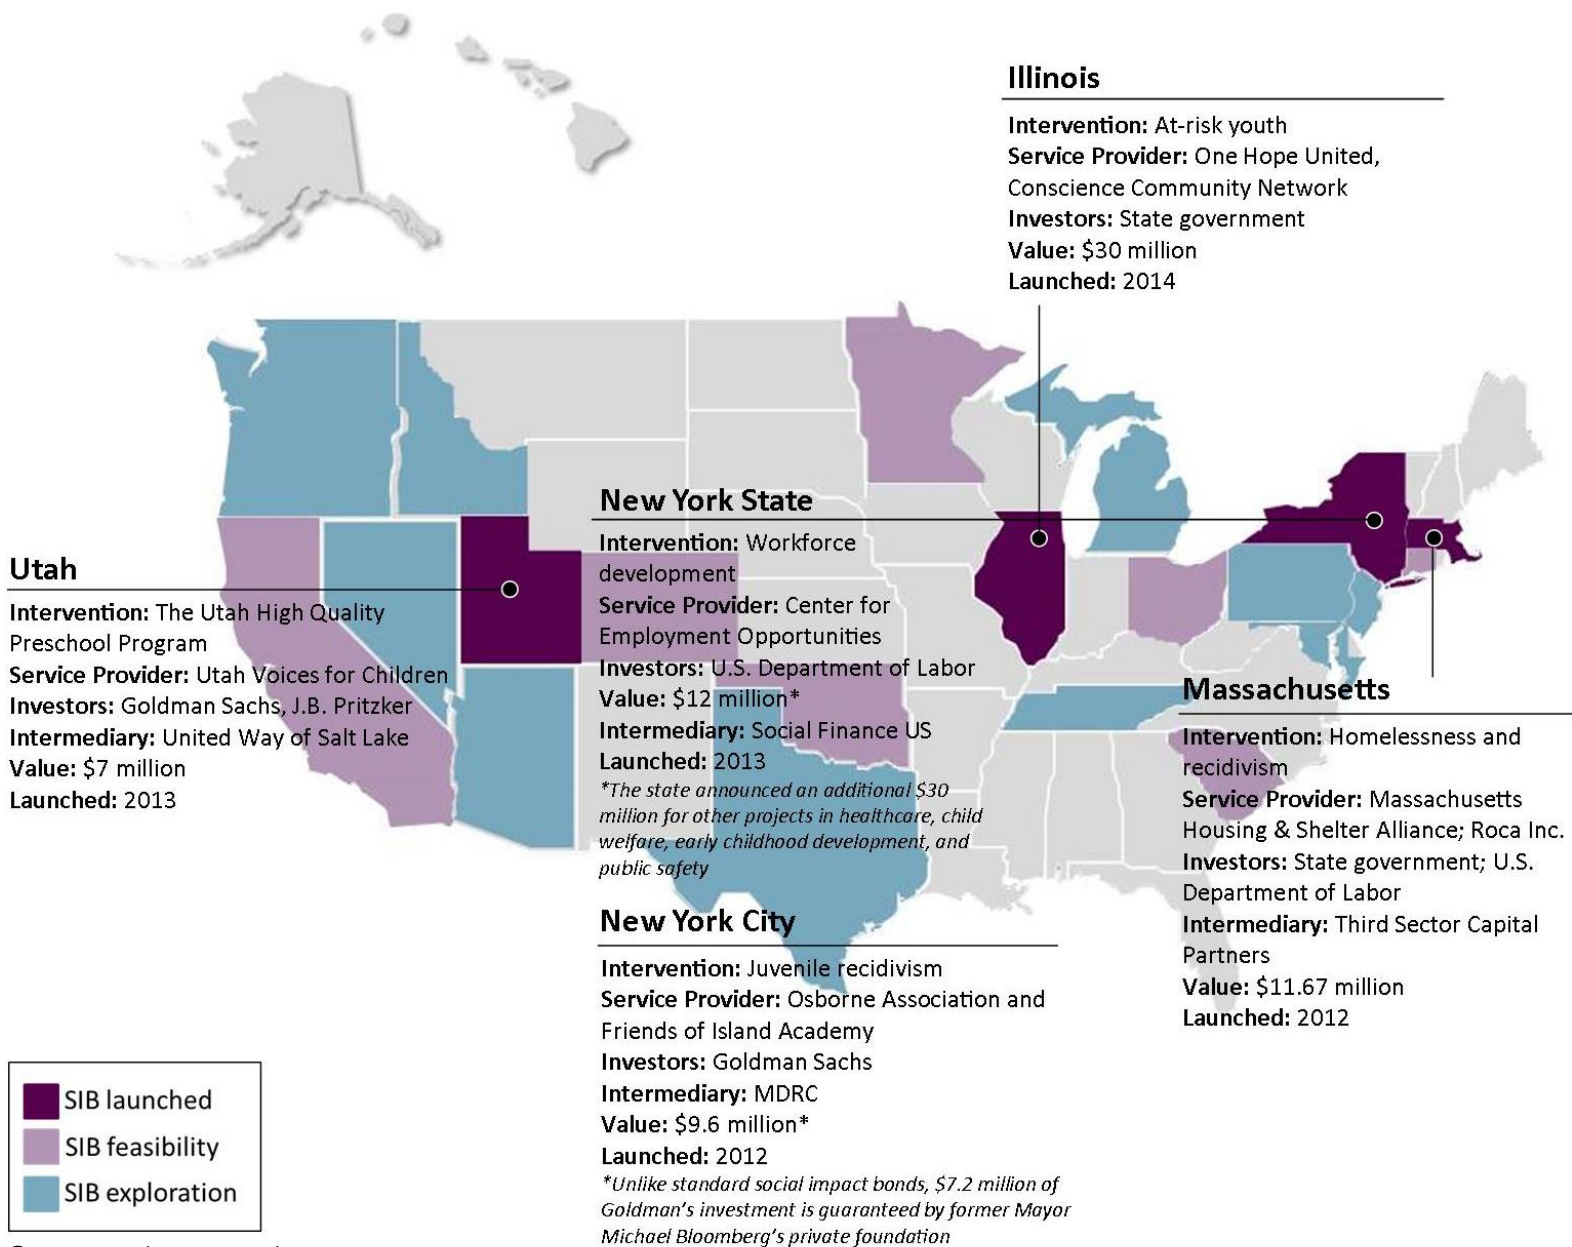 Illinois
Intervention: At-risk youth
Service Provider: One Hope United,
Conscience Community Network
Investors: State government
Value: $30 million
Launched: 2014
New York State
Intervention: Workforce
development
Service Provider: Center for
Employment Opportunities
Investors: U.S. Department of Labor
Value: $12 million*
Intermediary: Social Finance US
Launched: 2013
*The state announced an additional $30
million for other projects in healthcare, child
welfare, early childhood development, and
public safety
Utah
Intervention: The Utah High Quality
Preschool Program
Service Provider: Utah Voices for Children
Investors: Goldman Sachs, J.B. Pritzker
Intermediary: United Way of Salt Lake
Value: $7 million
Launched: 2013
Massachusetts
Intervention: Homelessness and
recidivism
Service Provider: Massachusetts
Housing & Shelter Alliance; Roca Inc.
Investors: State government; U.S.
Department of Labor
Intermediary: Third Sector Capital
Partners
Value: $11.67 million
Launched: 2012
New York City
Intervention: Juvenile recidivism
Service Provider: Osborne Association and
Friends of Island Academy
Investors: Goldman Sachs
Intermediary: MDRC
Value: $9.6 million*
Launched: 2012
*Unlike standard social impact bonds, $7.2 million of
Goldman's investment is guaranteed by former Mayor
Michael Bloomberg's private foundation
SIB launched
SIB feasibility
SIB exploration